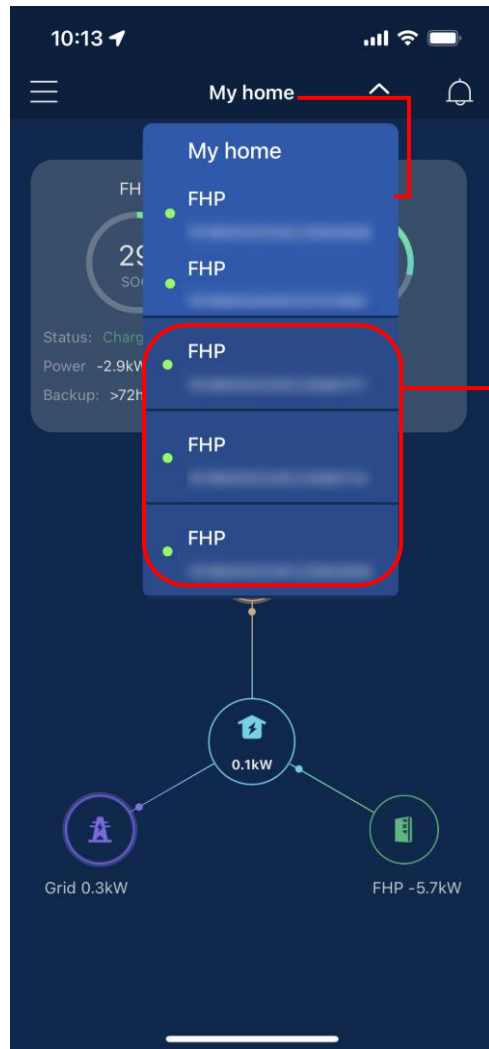 10:13
My home
My home
FHP
FHP
FHP
FHP
FHP
FH
29
SO
Status: Charg
Power -2.9kW
Backup: >72h
0.1kW
Grid 0.3kW
FHP -5.7kW